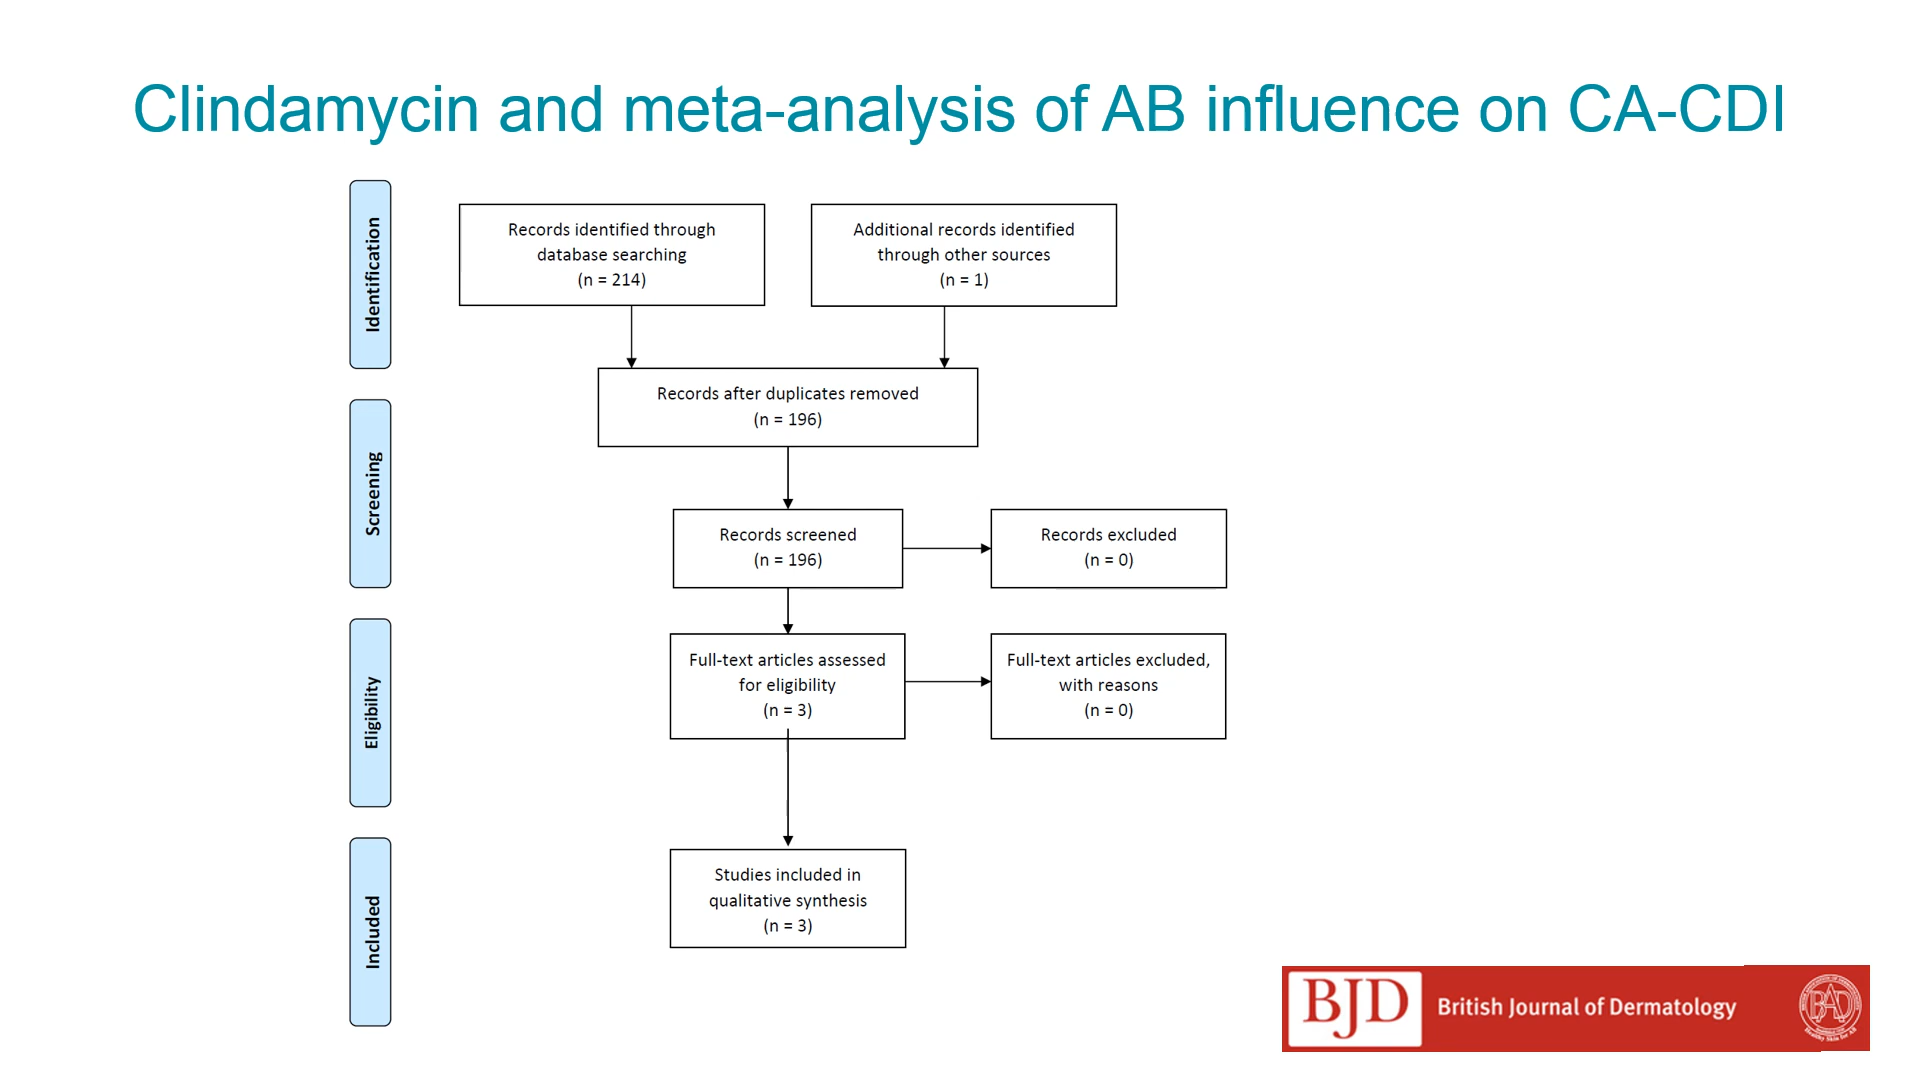 Clindamycin and meta-analysis of AB influence on CA-CDI
Identification
Records identified through
database searching
(n = 214)
Additional records identified
through other sources
(n = 1)
Records after duplicates removed
(n = 196)
Screening
Records screened
(n = 196)
Records excluded
(n = 0)
Eligibility
Full-text articles assessed
for eligibility
(n = 3)
Full-text articles excluded,
with reasons
(n = 0)
Included
Studies included in
qualitative synthesis
(n = 3)
BJD
British Journal of Dermatology
BAD